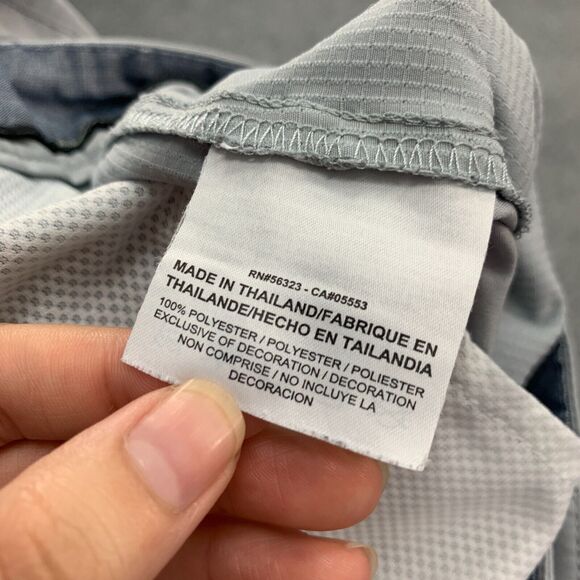 RN#56323 - CA#05553
MADE IN THAILAND/FABRIQUE EN
THAILANDE/HECHO EN TAILANDIA
100% POLYESTER / POLYESTER / POLIESTER
EXCLUSIVE OF DECORATION / DECORATION
NON COMPRISE / NO INCLUYE LA
DECORACION